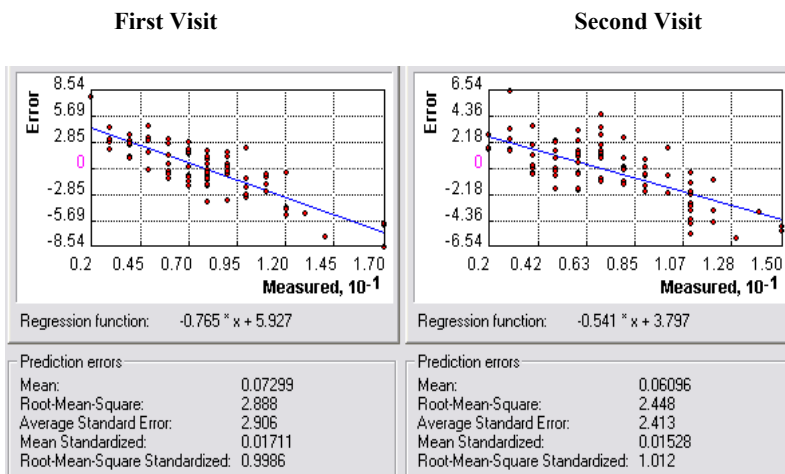 First Visit
Second Visit
Error
8.54
5.69
2.85
0
-2.85
-5.69
-8.54
0.2 0.45 0.70 0.95 1.20 1.45 1.70
Measured, 10-1
Regression function: -0.765 * x + 5.927
Prediction errors
Mean: 0.07299
Root-Mean-Square: 2.888
Average Standard Error: 2.906
Mean Standardized: 0.01711
Root-Mean-Square Standardized: 0.9986
Error
6.54
4.36
2.18
0
-2.18
-4.36
-6.54
0.2 0.42 0.63 0.85 1.07 1.28 1.50
Measured, 10-1
Regression function: -0.541 * x + 3.797
Prediction errors
Mean: 0.06096
Root-Mean-Square: 2.448
Average Standard Error: 2.413
Mean Standardized: 0.01528
Root-Mean-Square Standardized: 1.012